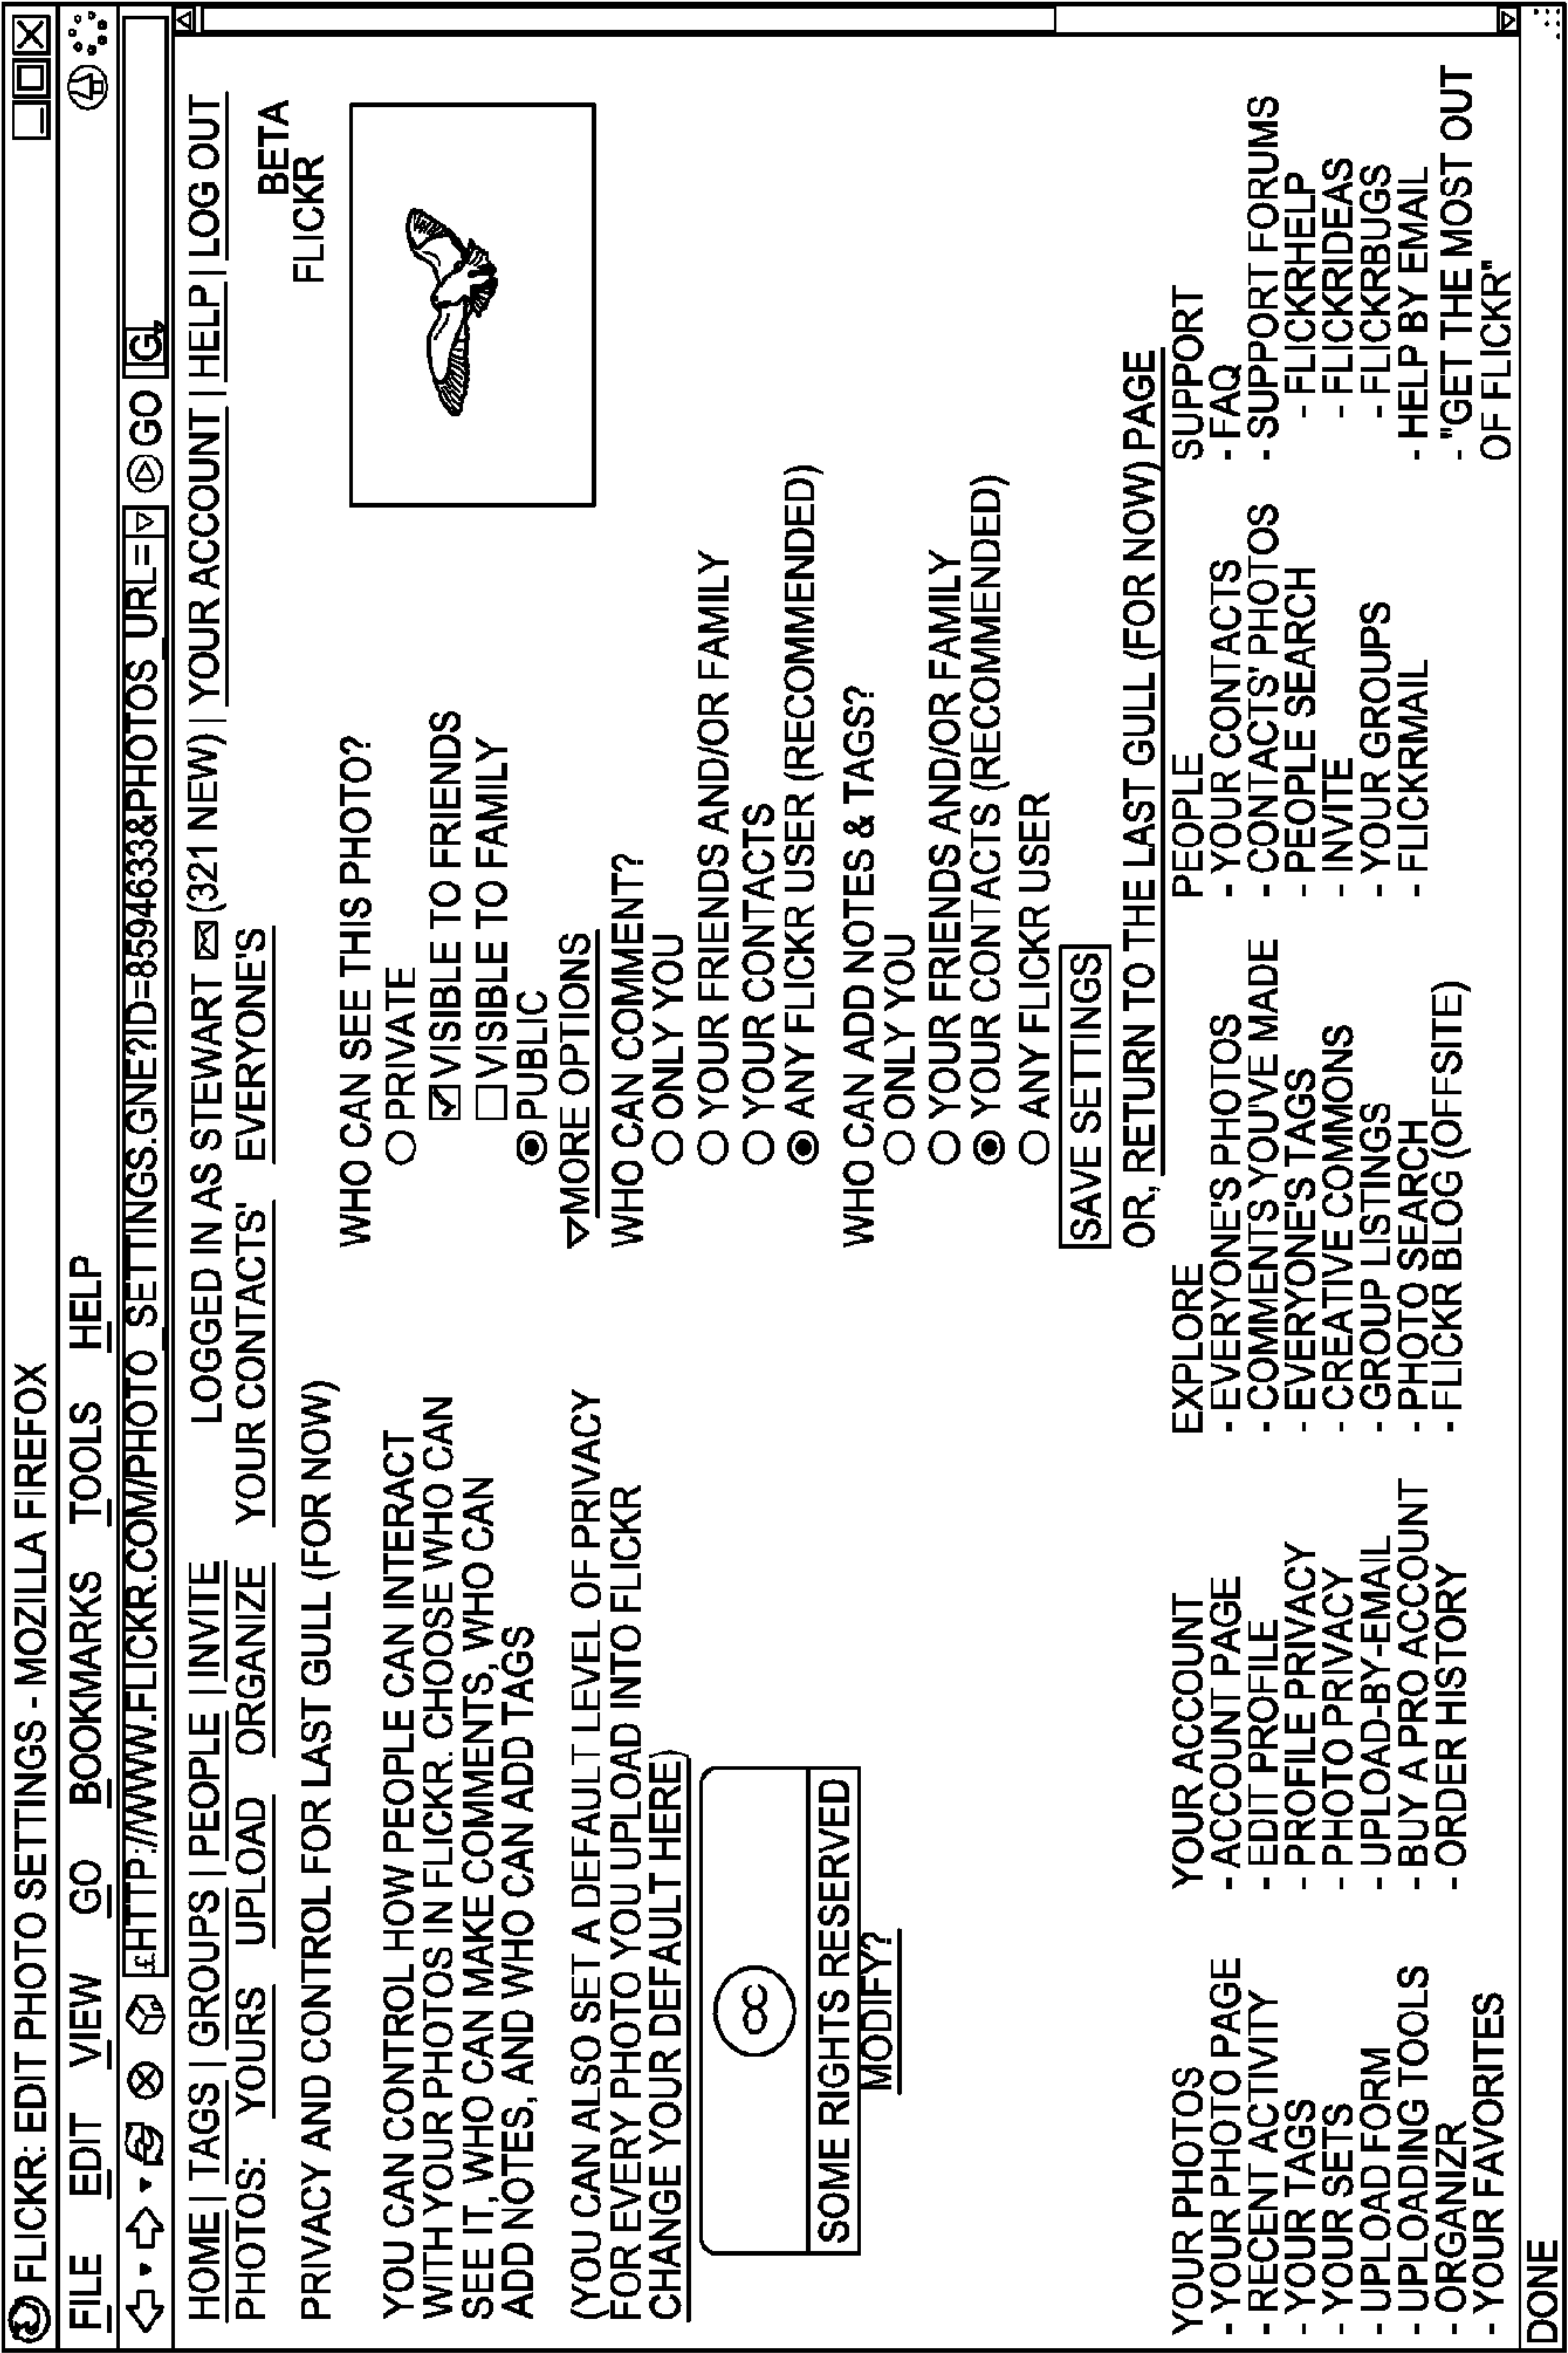 FLICKR: EDIT PHOTO SETTINGS - MOZILLA FIREFOX
FILE EDIT VIEW GO BOOKMARKS TOOLS HELP
HTTP://WWW.FLICKR.COM/PHOTO_SETTINGS.GNE?ID=8594633&PHOTOS_URL= GO G
HOME | TAGS | GROUPS | PEOPLE | INVITE
LOGGED IN AS STEWART (321 NEW) | YOUR ACCOUNT | HELP | LOG OUT
PHOTOS: YOURS UPLOAD ORGANIZE YOUR CONTACTS' EVERYONE'S
BETA
FLICKR
PRIVACY AND CONTROL FOR LAST GULL (FOR NOW)
YOU CAN CONTROL HOW PEOPLE CAN INTERACT
WITH YOUR PHOTOS IN FLICKR. CHOOSE WHO CAN
SEE IT, WHO CAN MAKE COMMENTS, WHO CAN
ADD NOTES, AND WHO CAN ADD TAGS
(YOU CAN ALSO SET A DEFAULT LEVEL OF PRIVACY
FOR EVERY PHOTO YOU UPLOAD INTO FLICKR
CHANGE YOUR DEFAULT HERE)
CC
SOME RIGHTS RESERVED
MODIFY?
WHO CAN SEE THIS PHOTO?
PRIVATE
VISIBLE TO FRIENDS
VISIBLE TO FAMILY
PUBLIC
MORE OPTIONS
WHO CAN COMMENT?
ONLY YOU
YOUR FRIENDS AND/OR FAMILY
YOUR CONTACTS
ANY FLICKR USER (RECOMMENDED)
WHO CAN ADD NOTES & TAGS?
ONLY YOU
YOUR FRIENDS AND/OR FAMILY
YOUR CONTACTS (RECOMMENDED)
ANY FLICKR USER
SAVE SETTINGS
OR, RETURN TO THE LAST GULL (FOR NOW) PAGE
YOUR PHOTOS
- YOUR PHOTO PAGE
- RECENT ACTIVITY
- YOUR TAGS
- YOUR SETS
- UPLOAD FORM
- UPLOADING TOOLS
- ORGANIZR
- YOUR FAVORITES
YOUR ACCOUNT
- ACCOUNT PAGE
- EDIT PROFILE
- PROFILE PRIVACY
- PHOTO PRIVACY
- UPLOAD-BY-EMAIL
- BUY A PRO ACCOUNT
- ORDER HISTORY
EXPLORE
- EVERYONE'S PHOTOS
- COMMENTS YOU'VE MADE
- EVERYONE'S TAGS
- CREATIVE COMMONS
- GROUP LISTINGS
- PHOTO SEARCH
- FLICKR BLOG (OFFSITE)
PEOPLE
- YOUR CONTACTS
- CONTACTS' PHOTOS
- PEOPLE SEARCH
- INVITE
- YOUR GROUPS
- FLICKRMAIL
SUPPORT
- FAQ
- SUPPORT FORUMS
- FLICKRHELP
- FLICKRIDEAS
- FLICKRBUGS
- HELP BY EMAIL
- "GET THE MOST OUT
OF FLICKR"
DONE